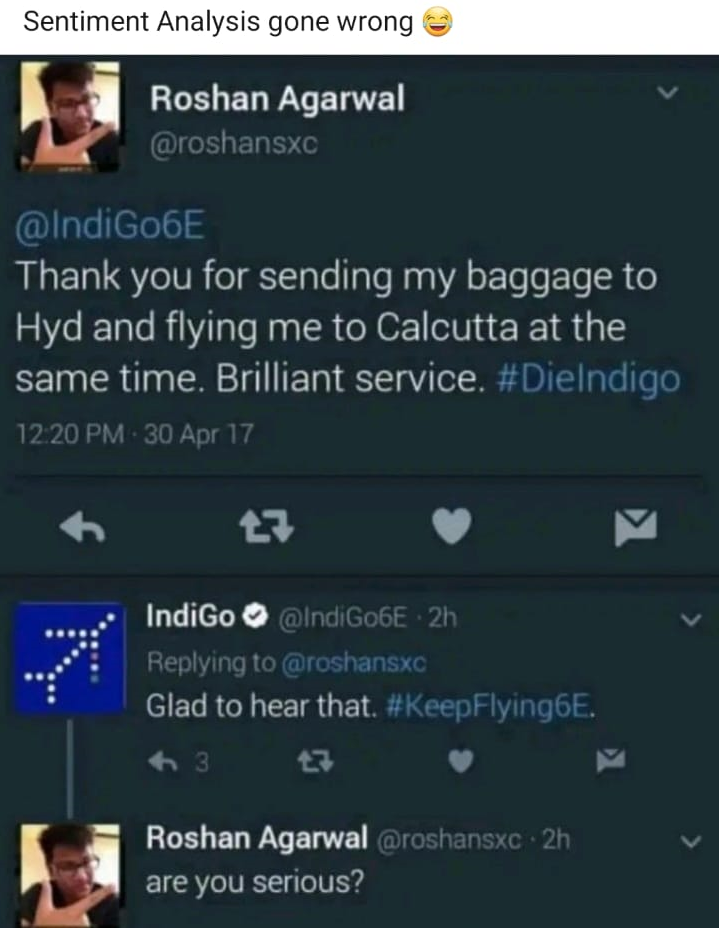 Sentiment Analysis gone wrong 😂
Roshan Agarwal
@roshansxc
@IndiGo6E
Thank you for sending my baggage to
Hyd and flying me to Calcutta at the
same time. Brilliant service. #DieIndigo
12:20 PM · 30 Apr 17
IndiGo @IndiGo6E · 2h
Replying to @roshansxc
Glad to hear that. #KeepFlying6E.
3
Roshan Agarwal @roshansxc · 2h
are you serious?